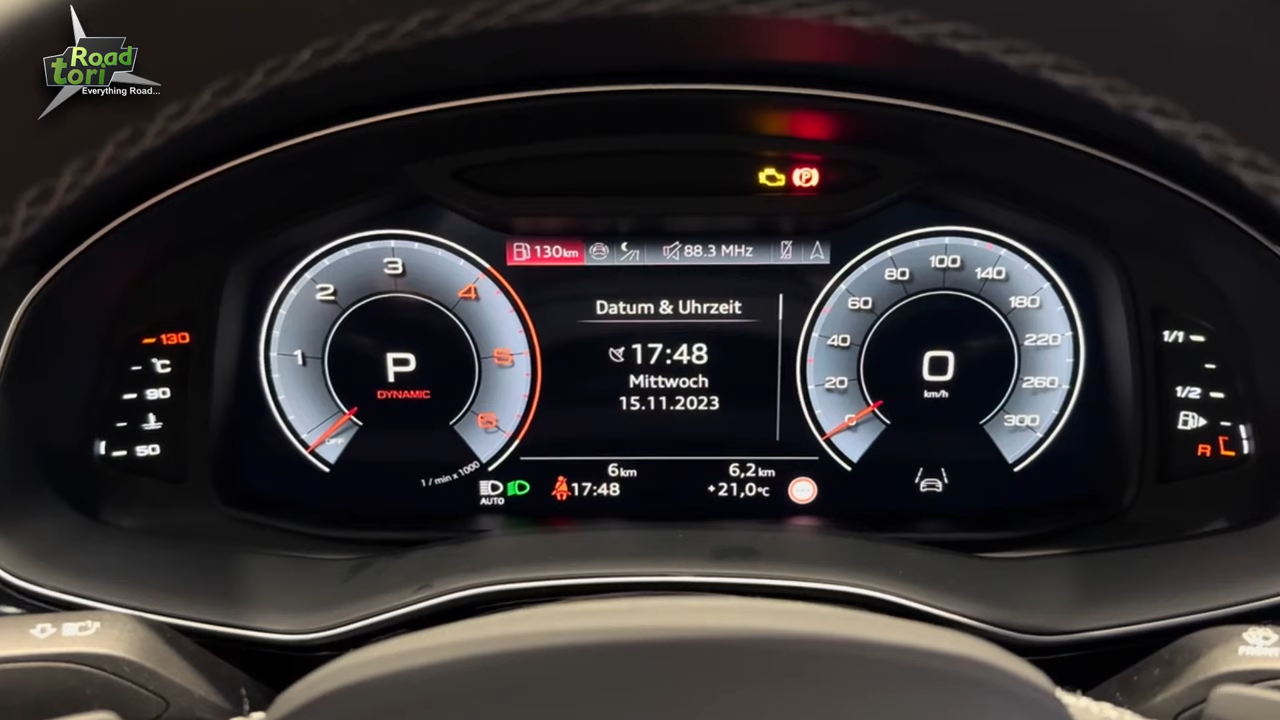 Road
tori
Everything Road...
P
130km
88.3 MHz
Datum & Uhrzeit
17:48
Mittwoch
15.11.2023
6km
6,2km
17:48
+21,0°C
AUTO
1
2
3
4
5
6
OFF
P
DYNAMIC
1 / min x 1000
0
20
40
60
80
100
140
180
220
260
300
0
km/h
130
°C
90
50
1/1
1/2
R
FRONT